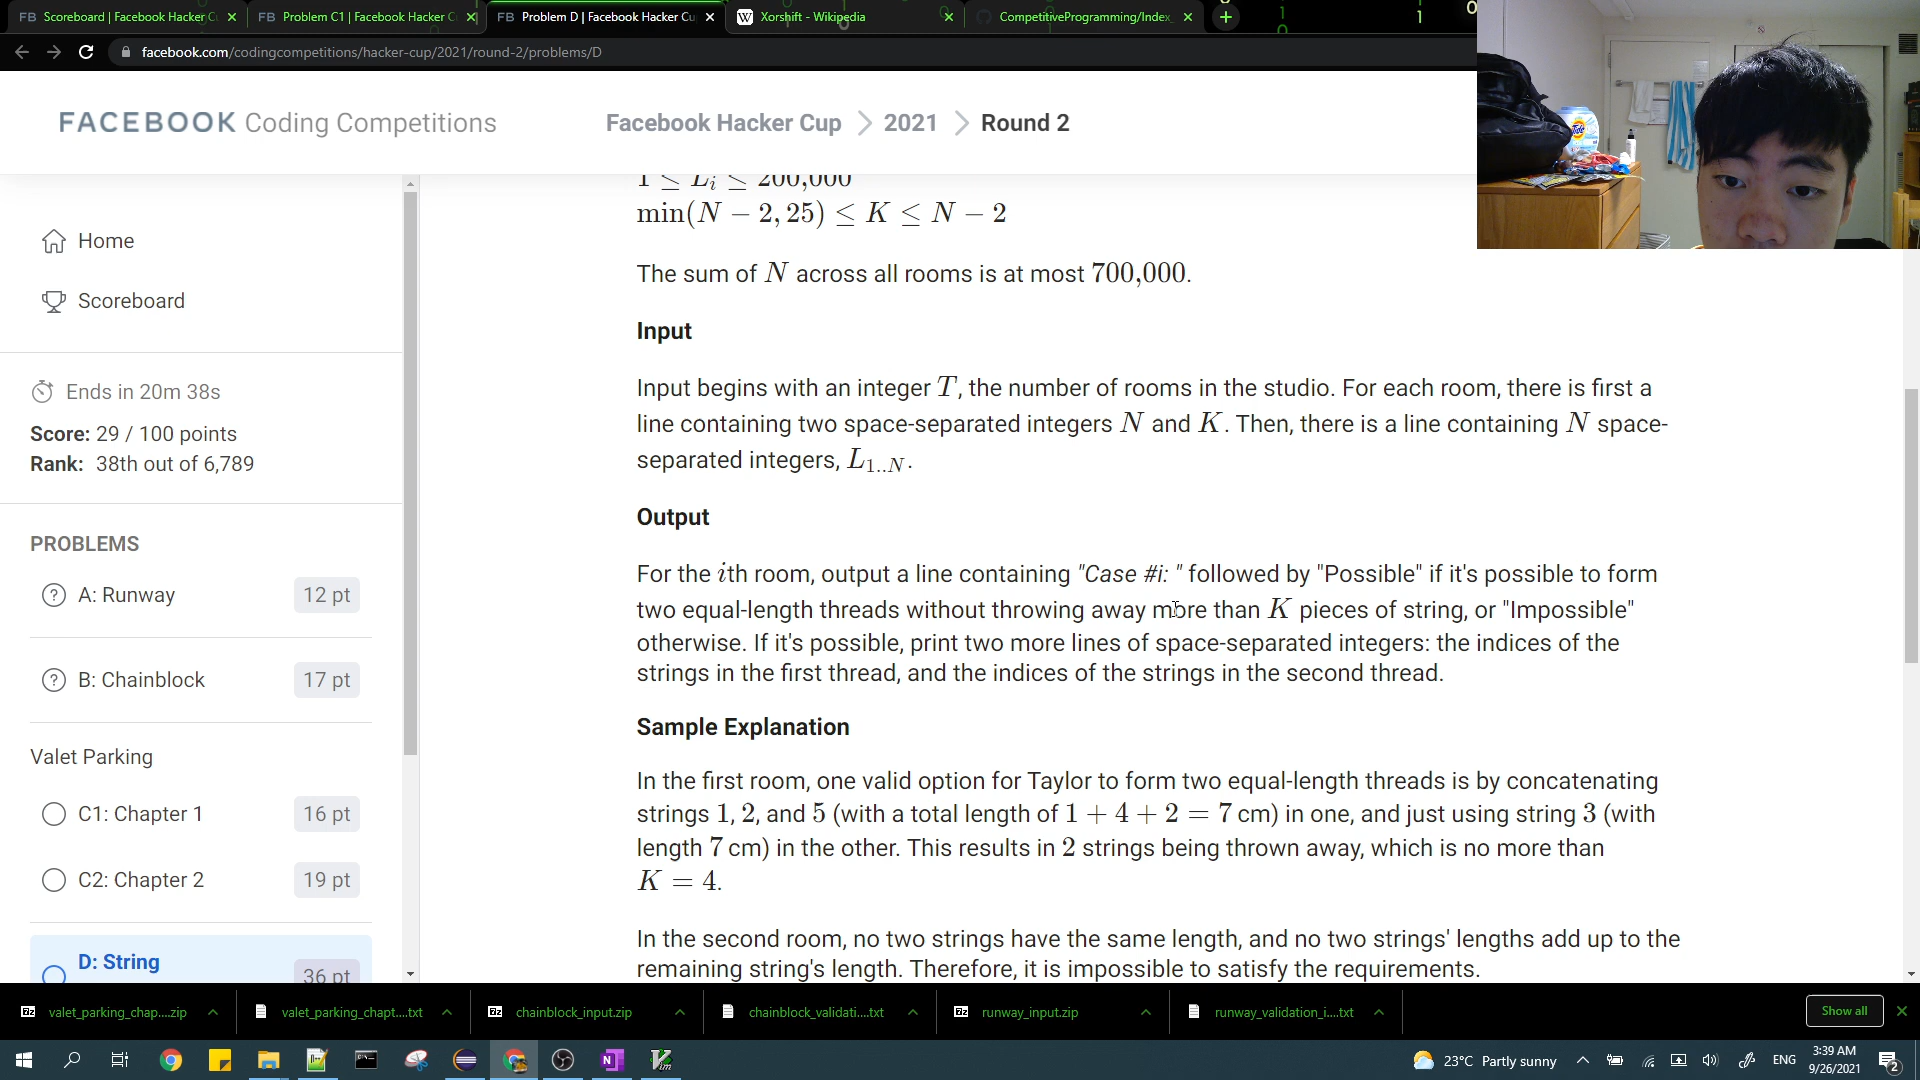 Scoreboard | Facebook Hacker C
Problem C1 | Facebook Hacker C
Problem D | Facebook Hacker Cu
Xorshift - Wikipedia
CompetitiveProgramming/Index
facebook.com/codingcompetitions/hacker-cup/2021/round-2/problems/D
FACEBOOK Coding Competitions
Facebook Hacker Cup > 2021 > Round 2
Home
Scoreboard
Ends in 20m 38s
Score: 29 / 100 points
Rank: 38th out of 6,789
PROBLEMS
A: Runway 12 pt
B: Chainblock 17 pt
Valet Parking
C1: Chapter 1 16 pt
C2: Chapter 2 19 pt
D: String 36 pt
1 ≤ Lᵢ ≤ 200,000
min(N − 2, 25) ≤ K ≤ N − 2
The sum of N across all rooms is at most 700,000.
Input
Input begins with an integer T, the number of rooms in the studio. For each room, there is first a
line containing two space-separated integers N and K. Then, there is a line containing N space-
separated integers, L₁..N.
Output
For the ith room, output a line containing "Case #i: " followed by "Possible" if it's possible to form
two equal-length threads without throwing away more than K pieces of string, or "Impossible"
otherwise. If it's possible, print two more lines of space-separated integers: the indices of the
strings in the first thread, and the indices of the strings in the second thread.
Sample Explanation
In the first room, one valid option for Taylor to form two equal-length threads is by concatenating
strings 1, 2, and 5 (with a total length of 1 + 4 + 2 = 7 cm) in one, and just using string 3 (with
length 7 cm) in the other. This results in 2 strings being thrown away, which is no more than
K = 4.
In the second room, no two strings have the same length, and no two strings' lengths add up to the
remaining string's length. Therefore, it is impossible to satisfy the requirements.
valet_parking_chap....zip
valet_parking_chapt....txt
chainblock_input.zip
chainblock_validati....txt
runway_input.zip
runway_validation_i....txt
Show all
23°C Partly sunny
ENG
3:39 AM
9/26/2021
2
Tide